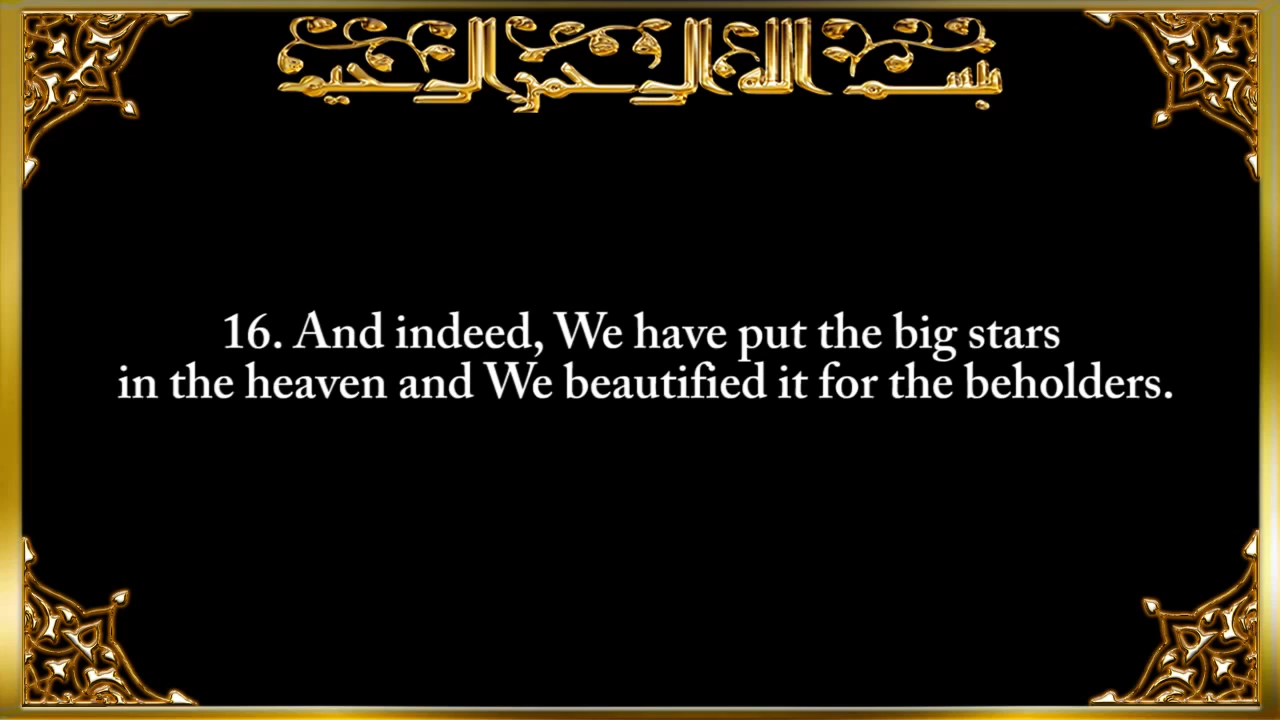 بسم الله الرحمن الرحيم
16. And indeed, We have put the big stars
in the heaven and We beautified it for the beholders.